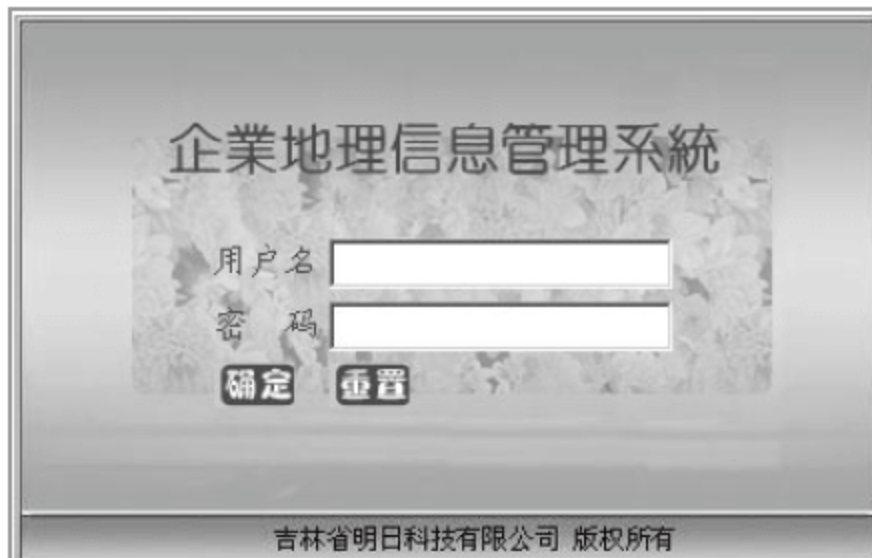 企業地理信息管理系統
用户名
密 码
确定 重置
吉林省明日科技有限公司 版权所有